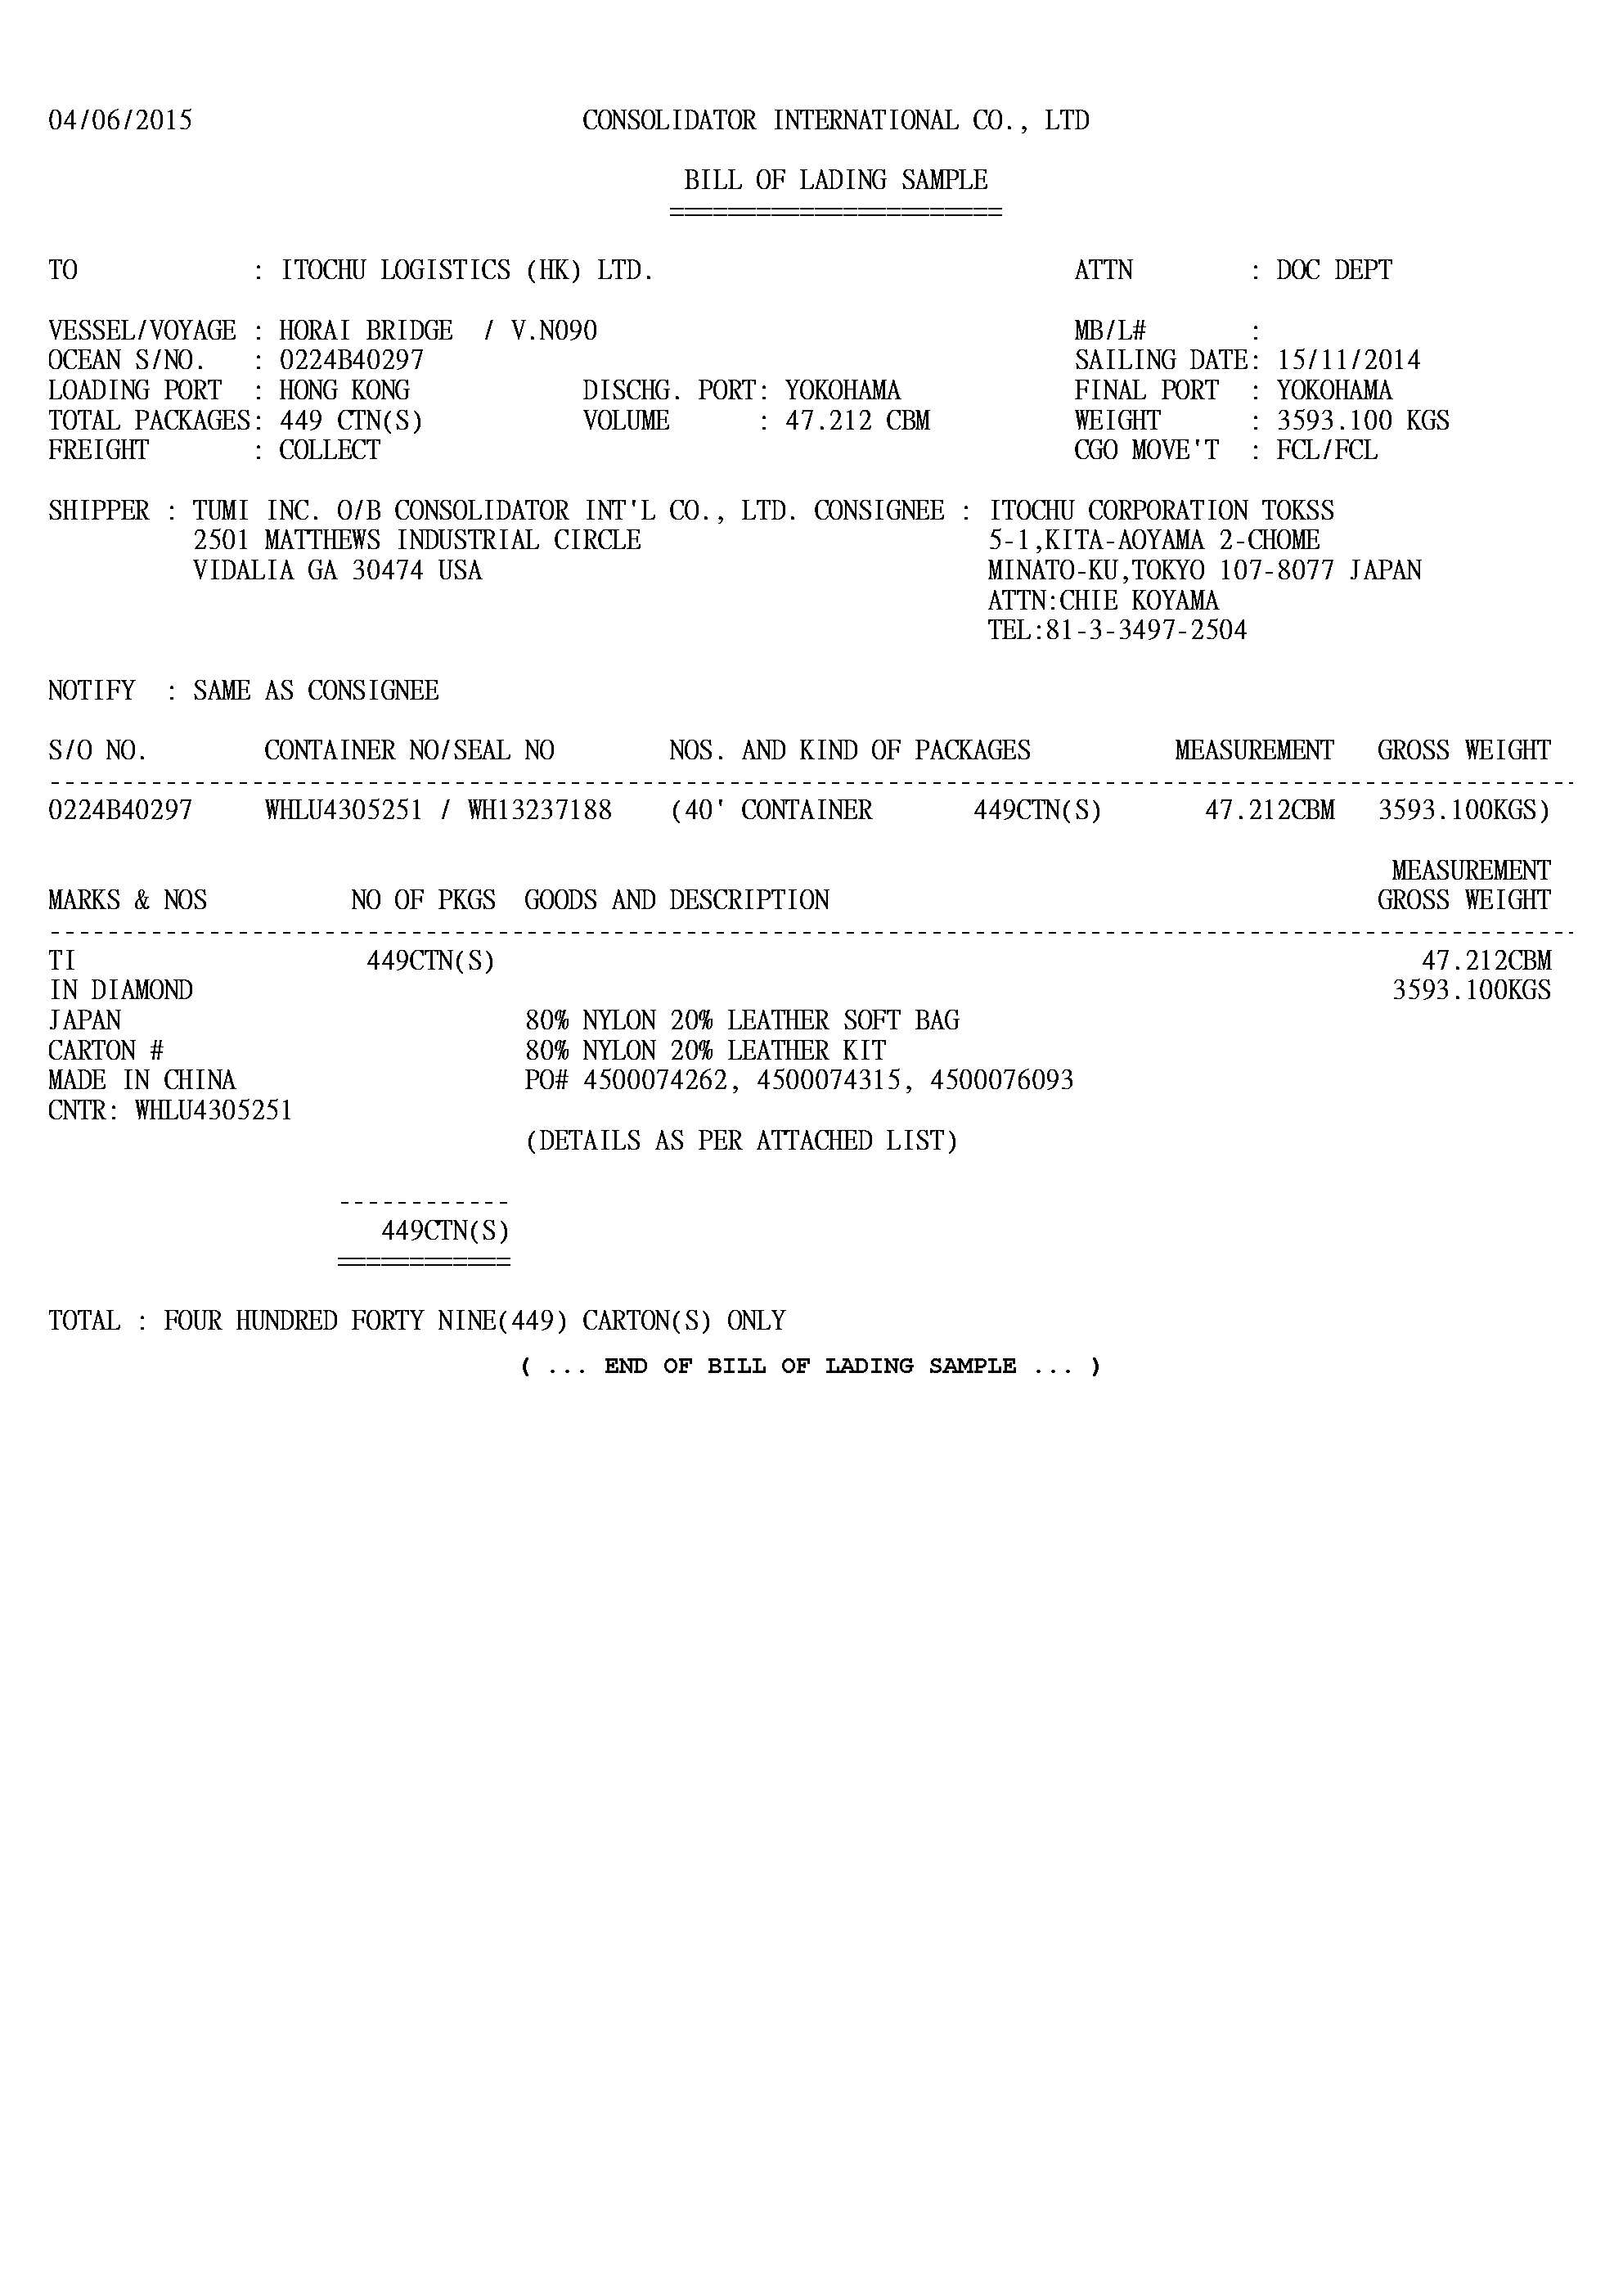 04/06/2015 CONSOLIDATOR INTERNATIONAL CO., LTD
BILL OF LADING SAMPLE
=======================
TO : ITOCHU LOGISTICS (HK) LTD. ATTN : DOC DEPT
VESSEL/VOYAGE : HORAI BRIDGE / V.N090 MB/L# :
OCEAN S/NO. : 0224B40297 SAILING DATE: 15/11/2014
LOADING PORT : HONG KONG DISCHG. PORT: YOKOHAMA FINAL PORT : YOKOHAMA
TOTAL PACKAGES: 449 CTN(S) VOLUME : 47.212 CBM WEIGHT : 3593.100 KGS
FREIGHT : COLLECT CGO MOVE'T : FCL/FCL
SHIPPER : TUMI INC. O/B CONSOLIDATOR INT'L CO., LTD. CONSIGNEE : ITOCHU CORPORATION TOKSS
2501 MATTHEWS INDUSTRIAL CIRCLE 5-1,KITA-AOYAMA 2-CHOME
VIDALIA GA 30474 USA MINATO-KU,TOKYO 107-8077 JAPAN
ATTN:CHIE KOYAMA
TEL:81-3-3497-2504
NOTIFY : SAME AS CONSIGNEE
S/O NO. CONTAINER NO/SEAL NO NOS. AND KIND OF PACKAGES MEASUREMENT GROSS WEIGHT
0224B40297 WHLU4305251 / WH13237188 (40' CONTAINER 449CTN(S) 47.212CBM 3593.100KGS)
MEASUREMENT
MARKS & NOS NO OF PKGS GOODS AND DESCRIPTION GROSS WEIGHT
TI 449CTN(S) 47.212CBM
IN DIAMOND 3593.100KGS
JAPAN 80% NYLON 20% LEATHER SOFT BAG
CARTON # 80% NYLON 20% LEATHER KIT
MADE IN CHINA PO# 4500074262, 4500074315, 4500076093
CNTR: WHLU4305251
(DETAILS AS PER ATTACHED LIST)
------------
449CTN(S)
============
TOTAL : FOUR HUNDRED FORTY NINE(449) CARTON(S) ONLY
( ... END OF BILL OF LADING SAMPLE ... )